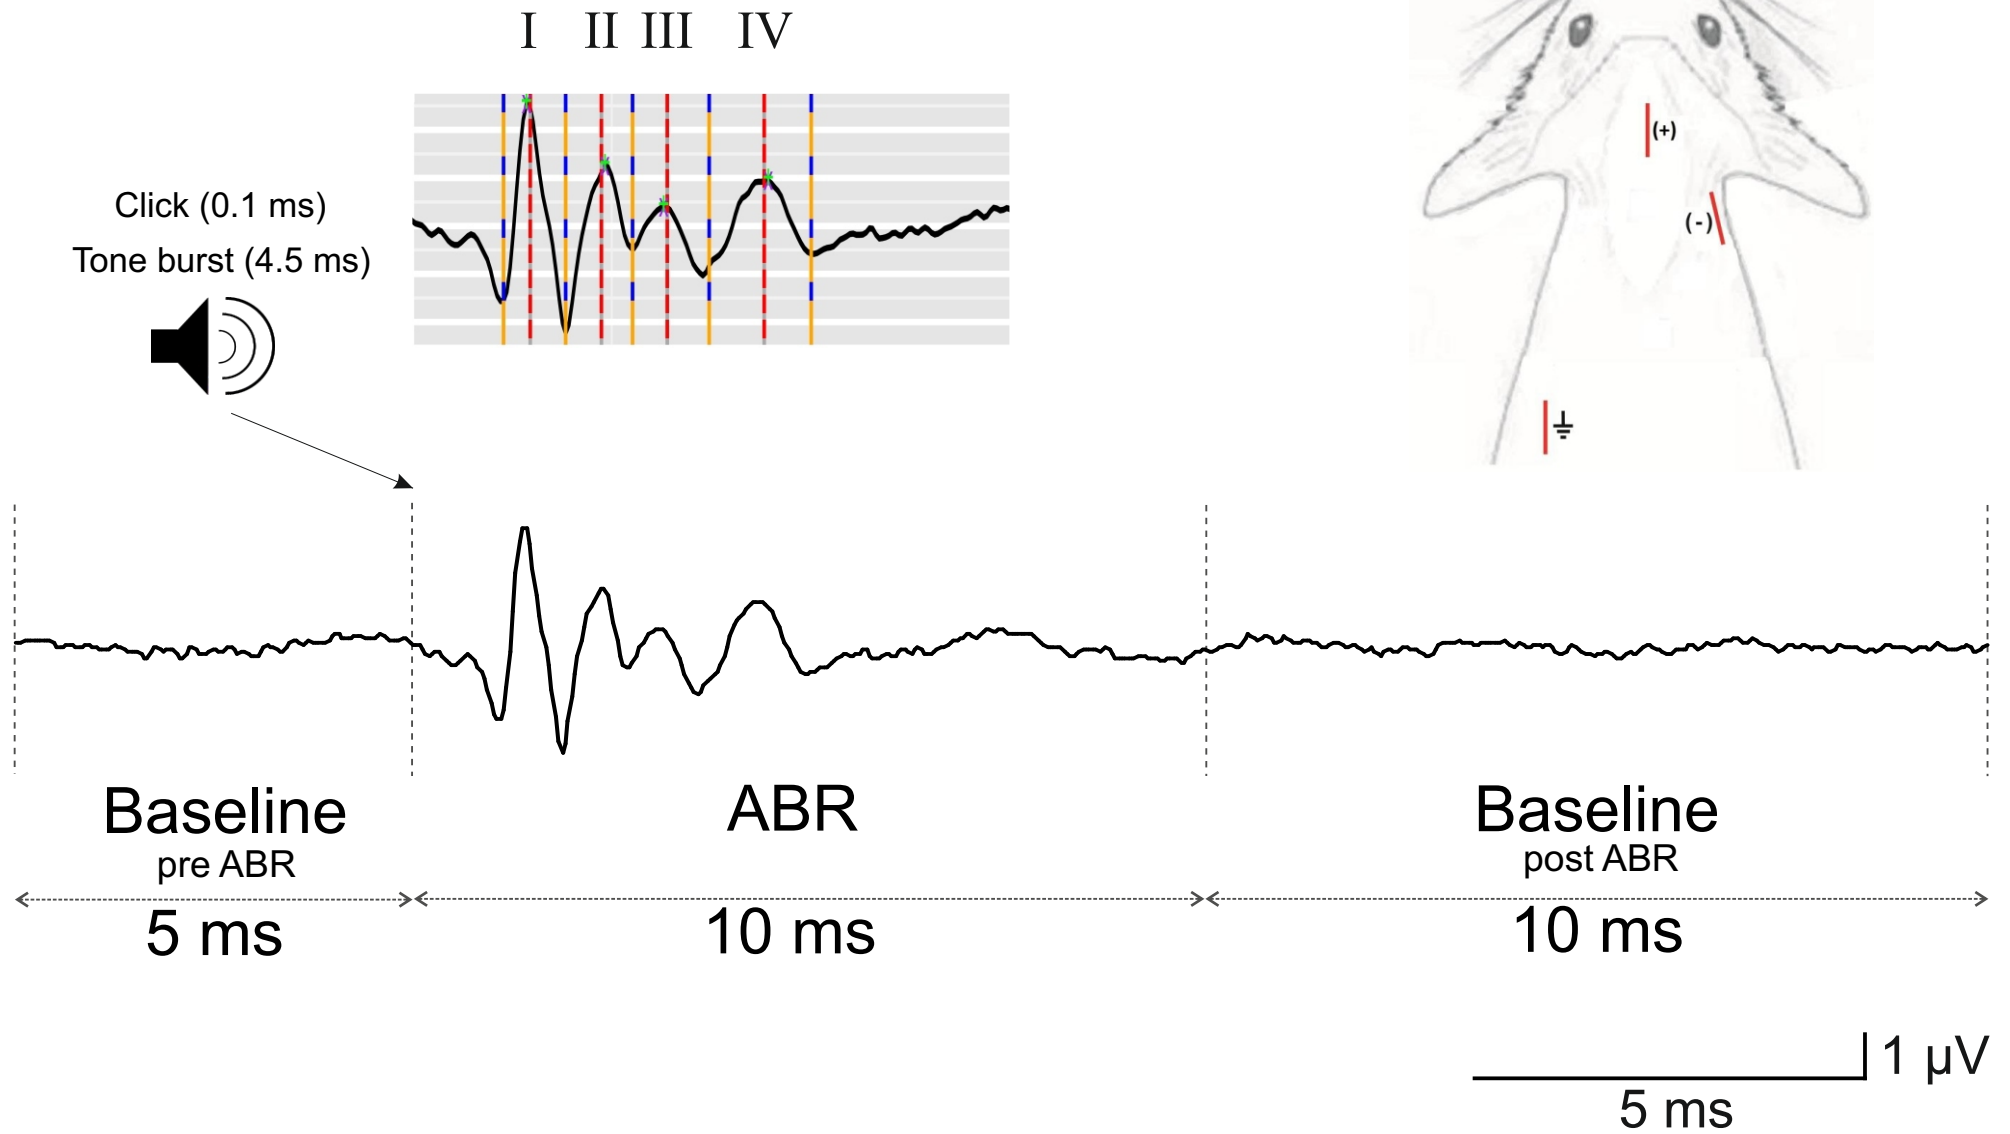 I II III IV
Click (0.1 ms)
Tone burst (4.5 ms)
(+)
(-)
Baseline
pre ABR
5 ms
ABR
10 ms
Baseline
post ABR
10 ms
1 µV
5 ms